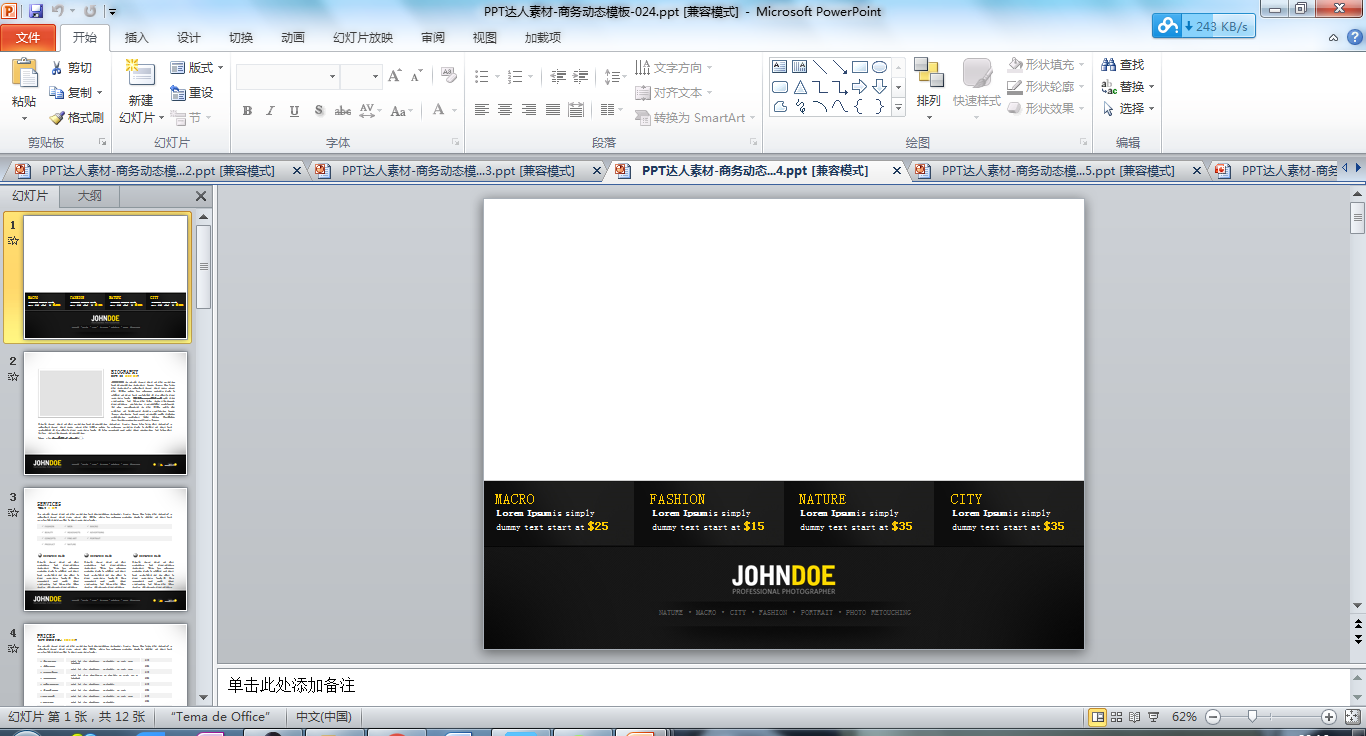 PPT达人素材-商务动态模板-024.ppt [兼容模式] - Microsoft PowerPoint
243 KB/s
文件 开始 插入 设计 切换 动画 幻灯片放映 审阅 视图 加载项
粘贴 剪切 复制 格式刷 剪贴板
新建 幻灯片 版式 重设 节 幻灯片
B I U S abc AV Aa A 字体
文字方向 对齐文本 转换为 SmartArt 段落
排列 快速样式 形状填充 形状轮廓 形状效果 绘图
查找 替换 选择 编辑
PPT达人素材-商务动态模...2.ppt [兼容模式]
PPT达人素材-商务动态模...3.ppt [兼容模式]
PPT达人素材-商务动态...4.ppt [兼容模式]
PPT达人素材-商务动态模...5.ppt [兼容模式]
PPT达人素材-商务
幻灯片 大纲
1
MACRO FASHION NATURE CITY
JOHNDOE
2
BIOGRAPHY
JOHNDOE
3
SERVICES
JOHNDOE
4
PRICES
MACRO
Lorem Ipsum is simply
dummy text start at $25
FASHION
Lorem Ipsum is simply
dummy text start at $15
NATURE
Lorem Ipsum is simply
dummy text start at $35
CITY
Lorem Ipsum is simply
dummy text start at $35
JOHNDOE
PROFESSIONAL PHOTOGRAPHER
NATURE • MACRO • CITY • FASHION • PORTRAIT • PHOTO RETOUCHING
单击此处添加备注
幻灯片 第 1 张，共 12 张 "Tema de Office" 中文(中国) 62%